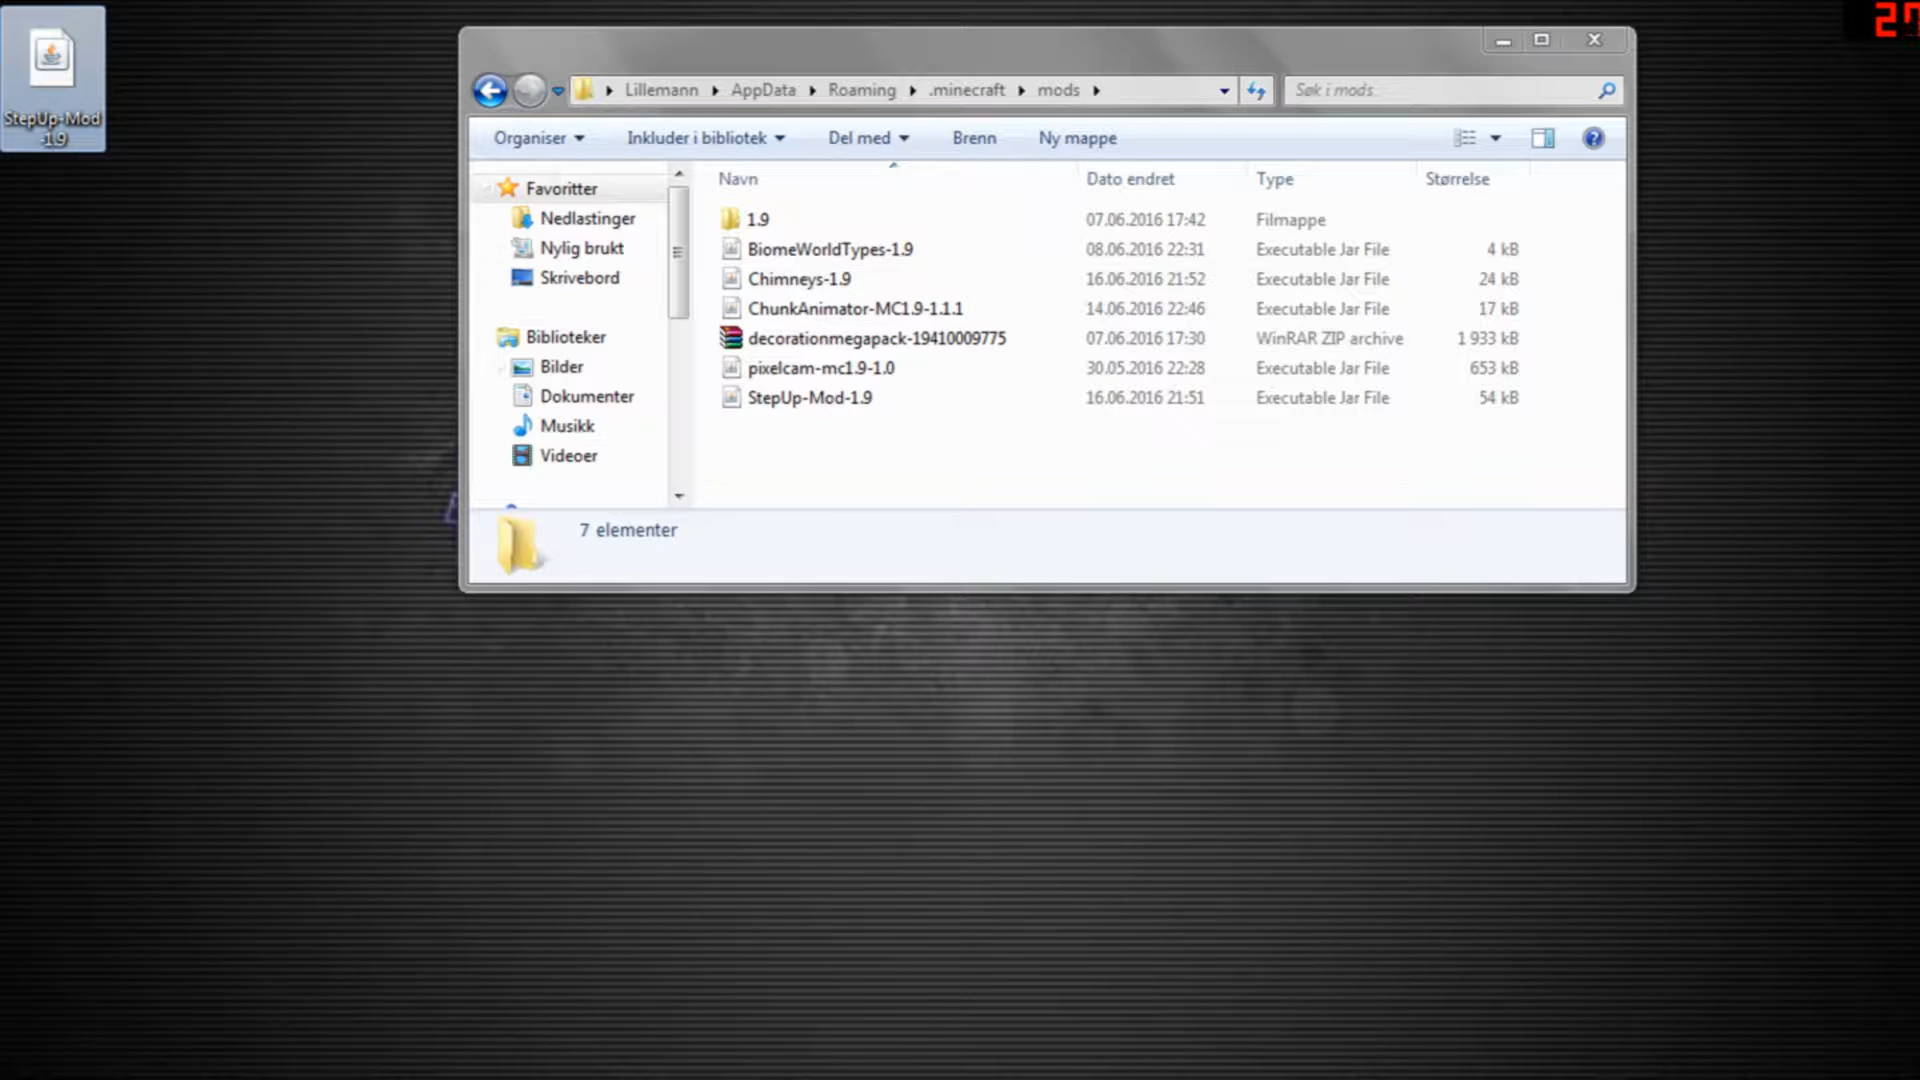 StepUp-Mod
-1.9
27
Lillemann AppData Roaming .minecraft mods
Søk i mods
Organiser Inkluder i bibliotek Del med Brenn Ny mappe
Favoritter
Nedlastinger
Nylig brukt
Skrivebord
Biblioteker
Bilder
Dokumenter
Musikk
Videoer
Navn Dato endret Type Størrelse
1.9 07.06.2016 17:42 Filmappe
BiomeWorldTypes-1.9 08.06.2016 22:31 Executable Jar File 4 kB
Chimneys-1.9 16.06.2016 21:52 Executable Jar File 24 kB
ChunkAnimator-MC1.9-1.1.1 14.06.2016 22:46 Executable Jar File 17 kB
decorationmegapack-19410009775 07.06.2016 17:30 WinRAR ZIP archive 1 933 kB
pixelcam-mc1.9-1.0 30.05.2016 22:28 Executable Jar File 653 kB
StepUp-Mod-1.9 16.06.2016 21:51 Executable Jar File 54 kB
7 elementer